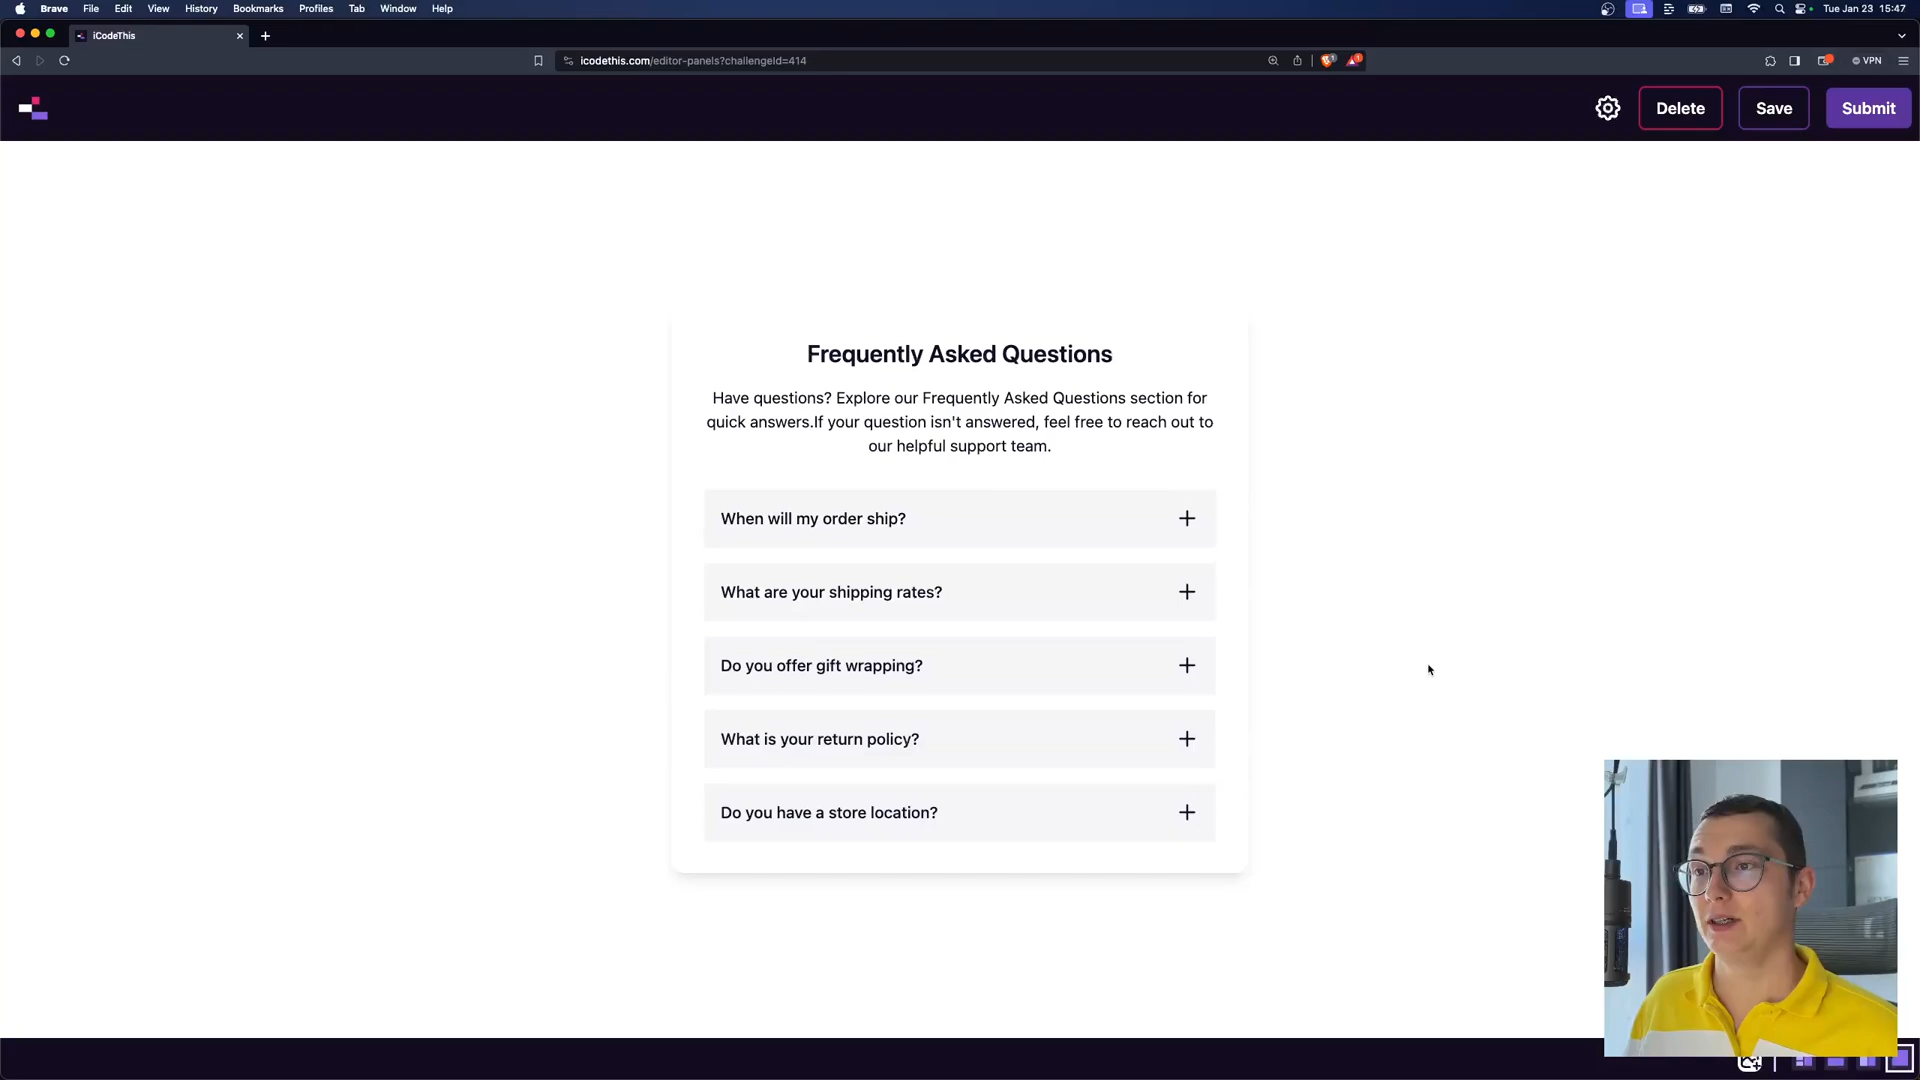 Brave File Edit View History Bookmarks Profiles Tab Window Help Tue Jan 23 15:47
iCodeThis
icodethis.com/editor-panels?challengeId=414 VPN
Delete Save Submit
Frequently Asked Questions
Have questions? Explore our Frequently Asked Questions section for
quick answers.If your question isn't answered, feel free to reach out to
our helpful support team.
When will my order ship?
What are your shipping rates?
Do you offer gift wrapping?
What is your return policy?
Do you have a store location?